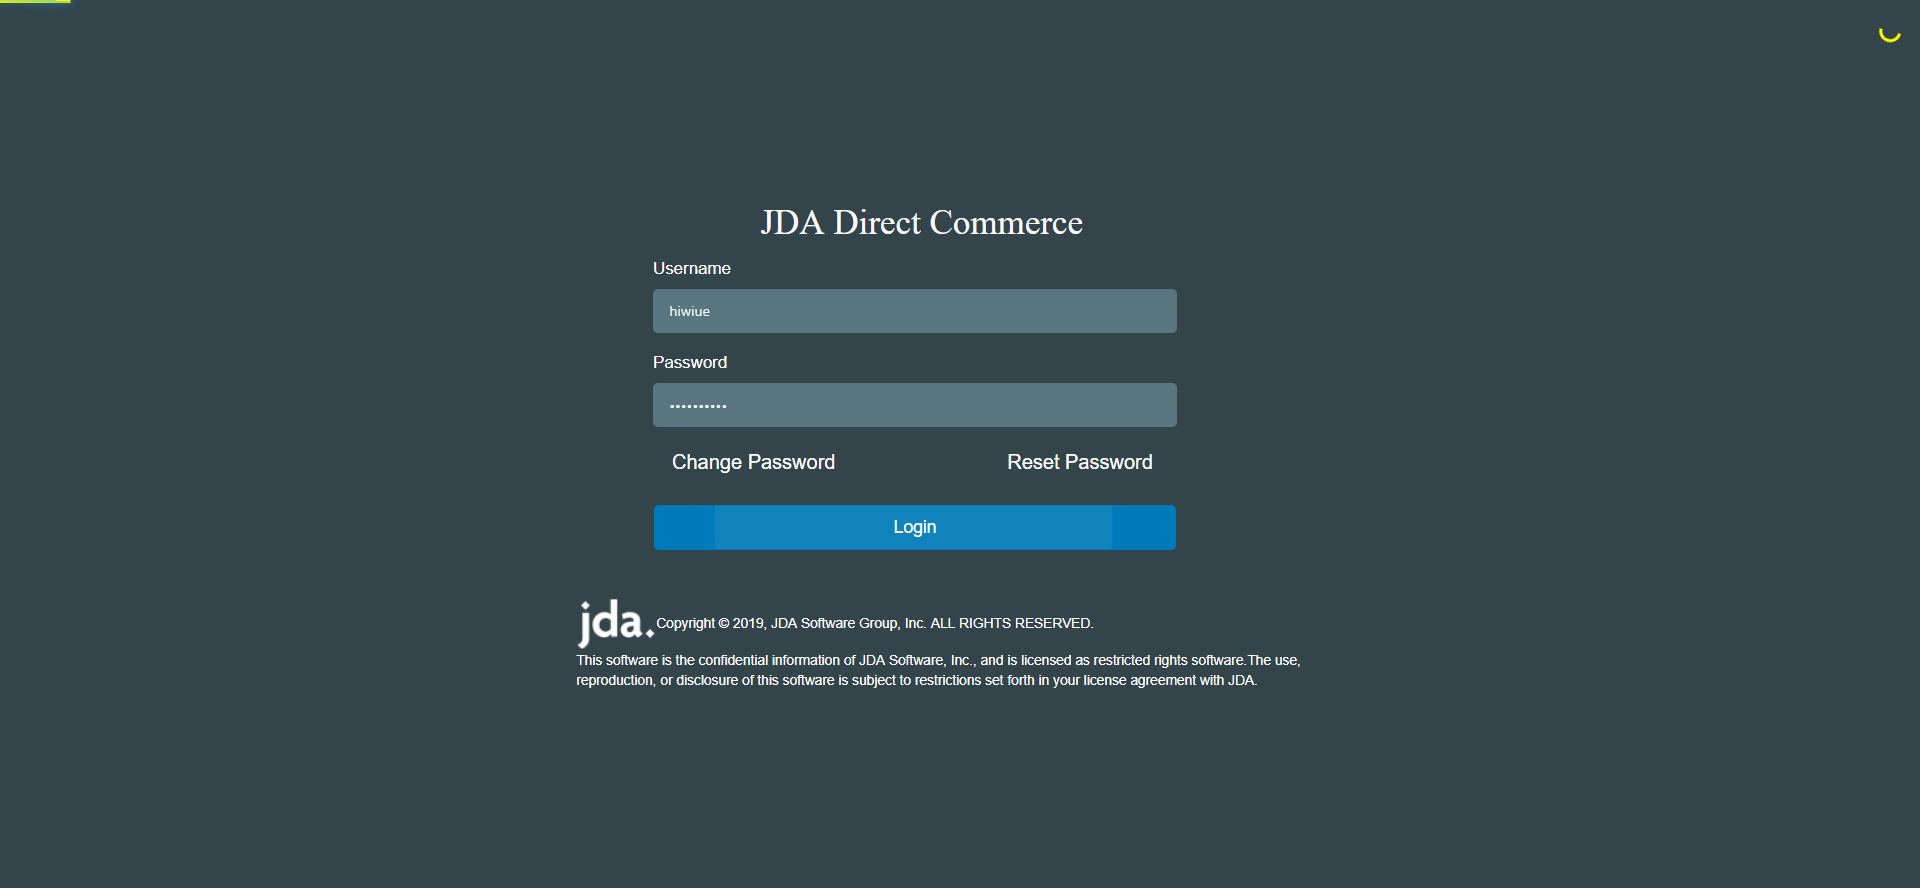 JDA Direct Commerce
Username
hiwiue
Password
••••••••••
Change Password
Reset Password
Login
jda. Copyright © 2019, JDA Software Group, Inc. ALL RIGHTS RESERVED.
This software is the confidential information of JDA Software, Inc., and is licensed as restricted rights software.The use,
reproduction, or disclosure of this software is subject to restrictions set forth in your license agreement with JDA.